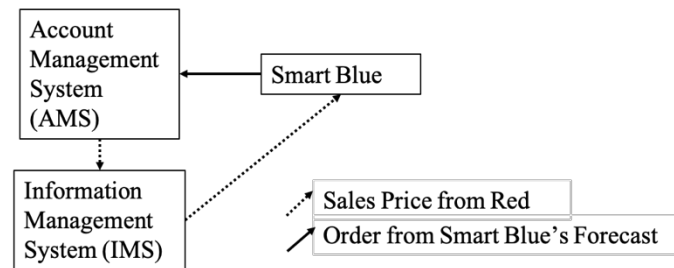 Account
Management
System
(AMS)
Smart Blue
Information
Management
System (IMS)
Sales Price from Red
Order from Smart Blue's Forecast